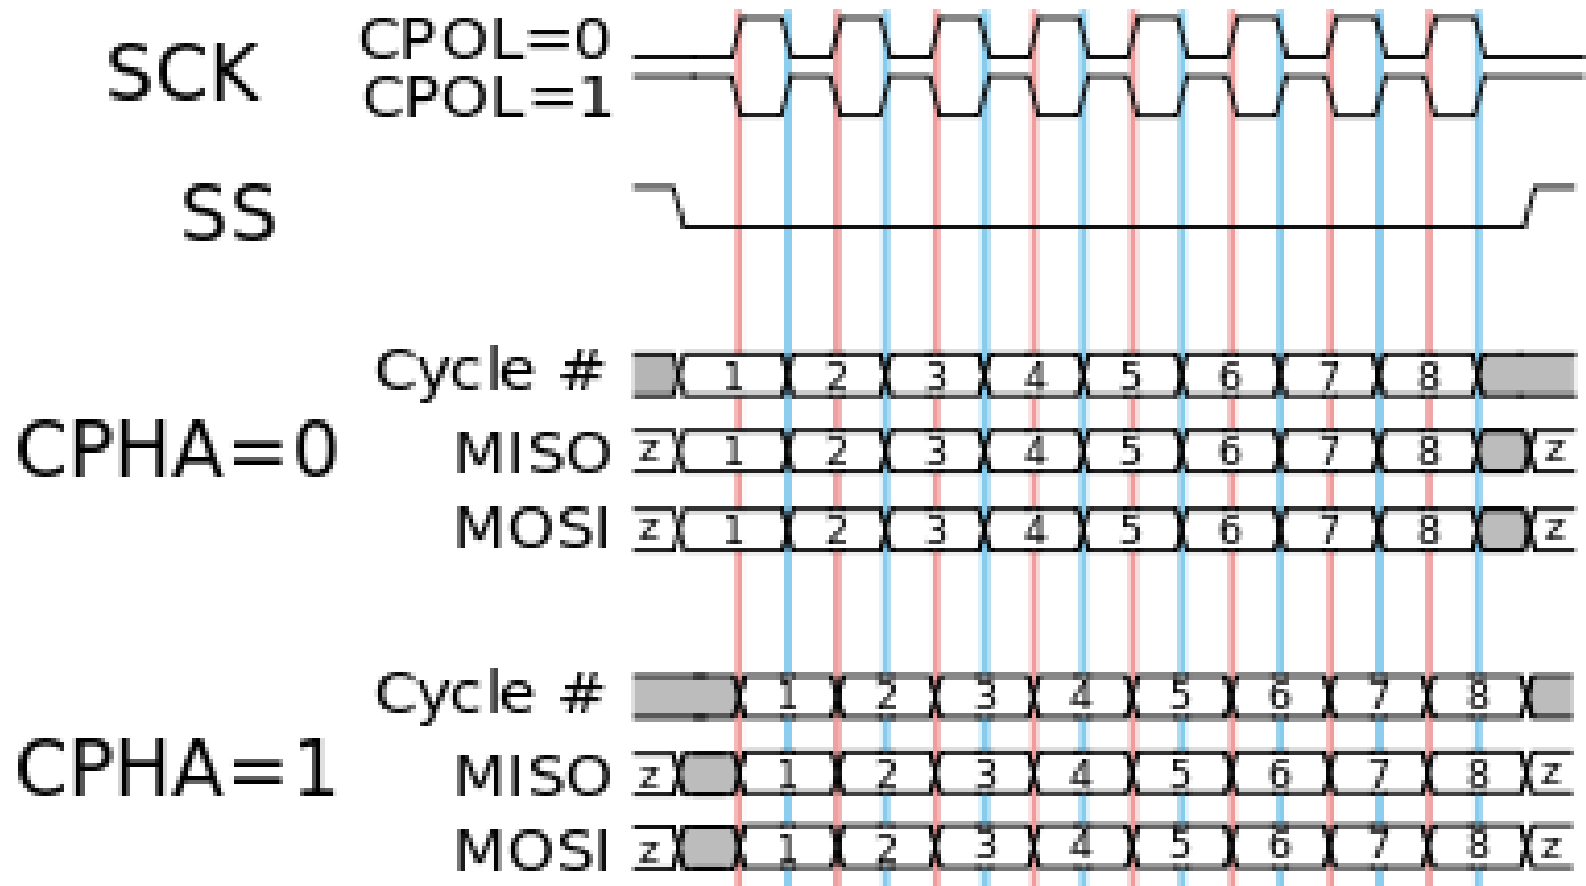 SCK CPOL=0
CPOL=1
SS
Cycle # 1 2 3 4 5 6 7 8
CPHA=0
MISO z 1 2 3 4 5 6 7 8 z
MOSI z 1 2 3 4 5 6 7 8 z
Cycle # 1 2 3 4 5 6 7 8
CPHA=1
MISO z 1 2 3 4 5 6 7 8 z
MOSI z 1 2 3 4 5 6 7 8 z